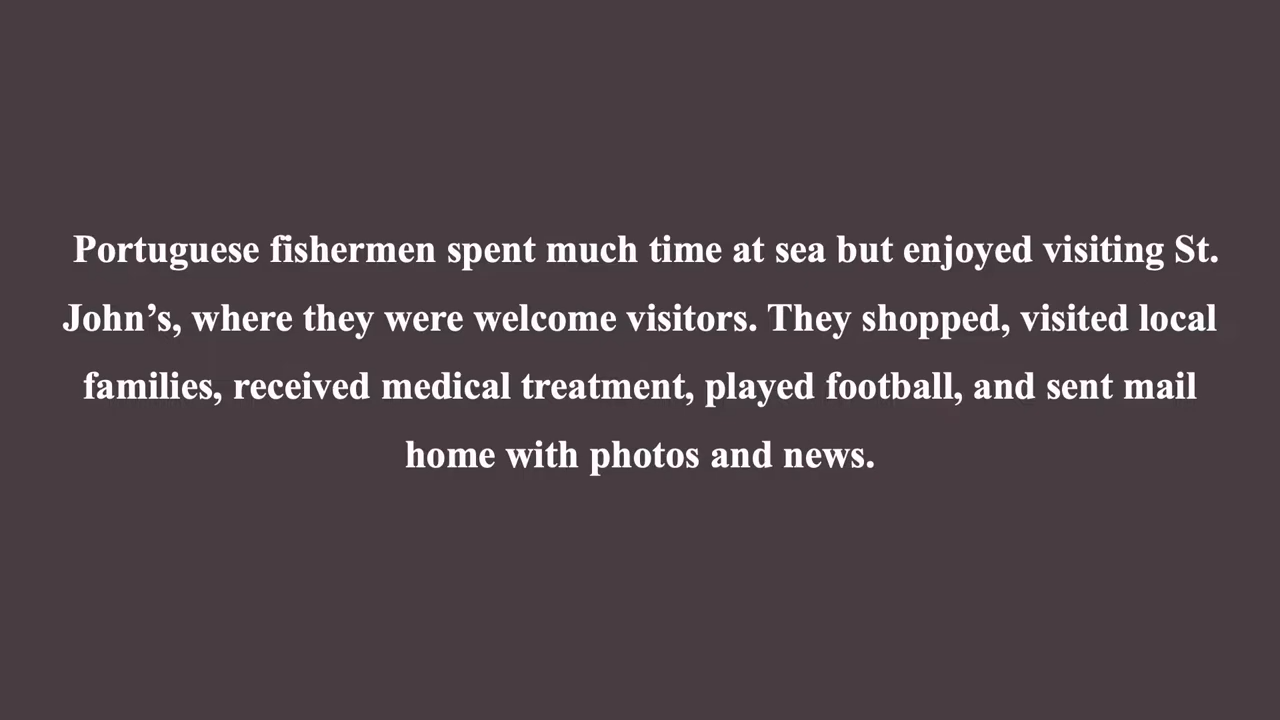 Portuguese fishermen spent much time at sea but enjoyed visiting St.
John’s, where they were welcome visitors. They shopped, visited local
families, received medical treatment, played football, and sent mail
home with photos and news.